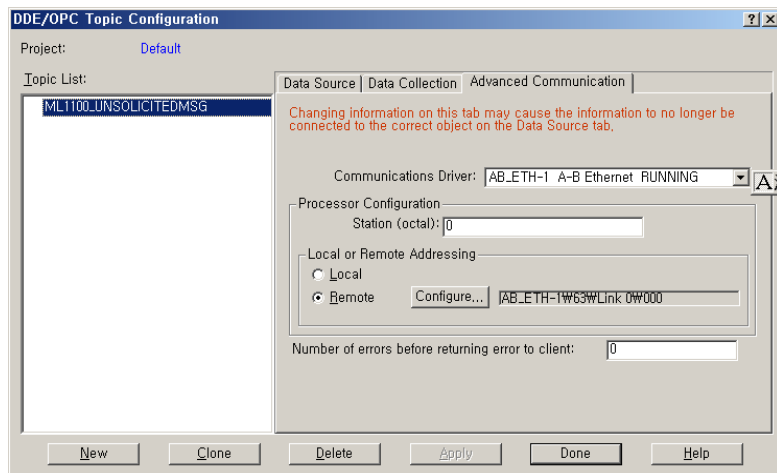 DDE/OPC Topic Configuration
Project: Default
Topic List:
ML1100_UNSOLICITEDMSG
Data Source Data Collection Advanced Communication
Changing information on this tab may cause the information to no longer be
connected to the correct object on the Data Source tab,
Communications Driver: AB_ETH-1 A-B Ethernet RUNNING
A
Processor Configuration
Station (octal): 0
Local or Remote Addressing
Local
Remote Configure... AB_ETH-1₩63₩Link 0₩000
Number of errors before returning error to client: 0
New Clone Delete Apply Done Help